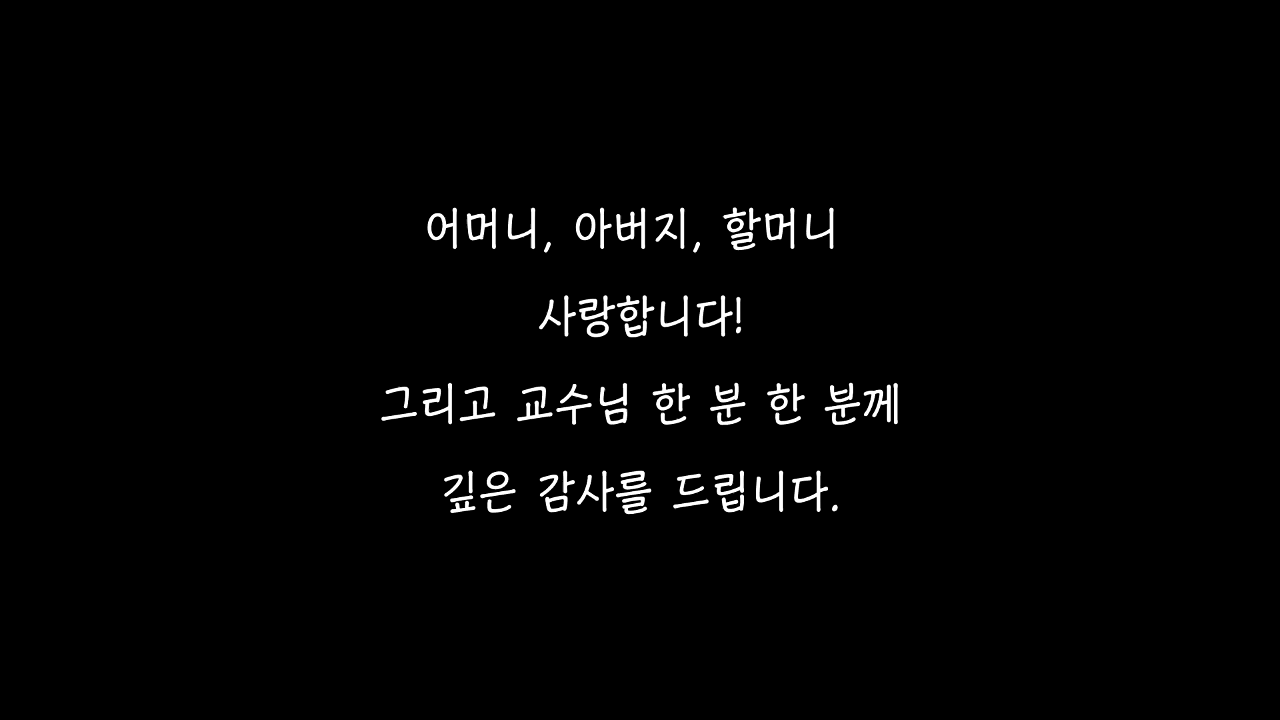 어머니, 아버지, 할머니
사랑합니다!
그리고 교수님 한 분 한 분께
깊은 감사를 드립니다.